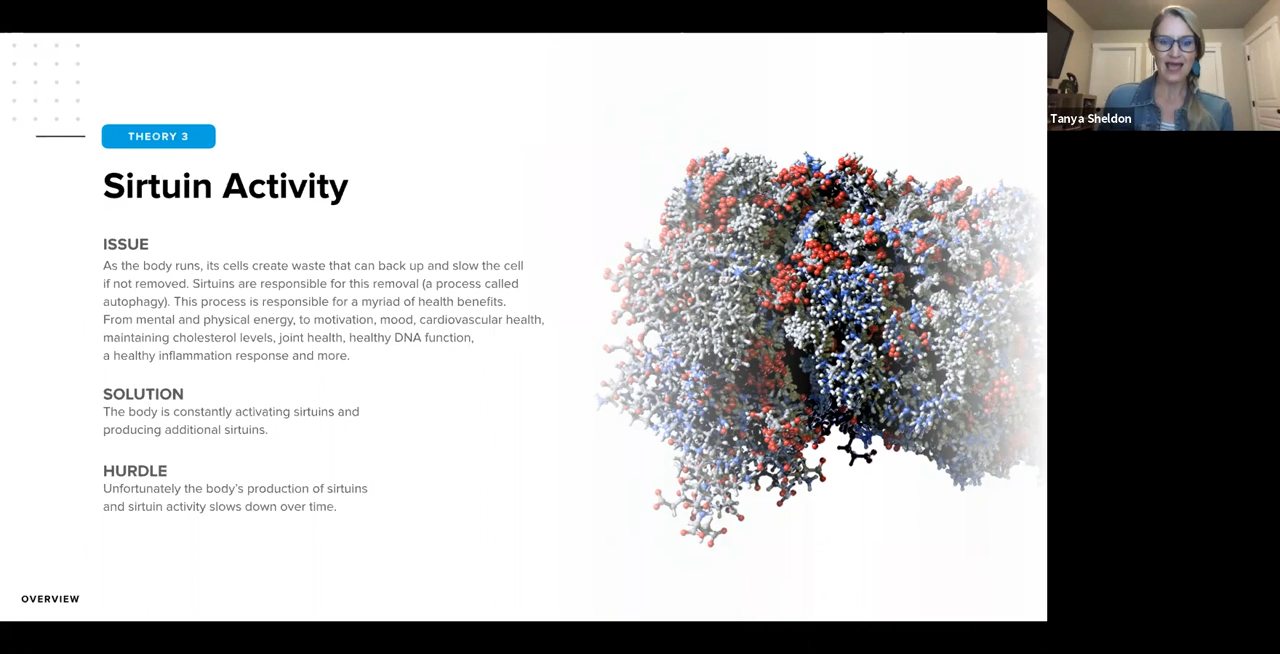 THEORY 3
Sirtuin Activity
ISSUE
As the body runs, its cells create waste that can back up and slow the cell
if not removed. Sirtuins are responsible for this removal (a process called
autophagy). This process is responsible for a myriad of health benefits.
From mental and physical energy, to motivation, mood, cardiovascular health,
maintaining cholesterol levels, joint health, healthy DNA function,
a healthy inflammation response and more.
SOLUTION
The body is constantly activating sirtuins and
producing additional sirtuins.
HURDLE
Unfortunately the body’s production of sirtuins
and sirtuin activity slows down over time.
OVERVIEW
Tanya Sheldon